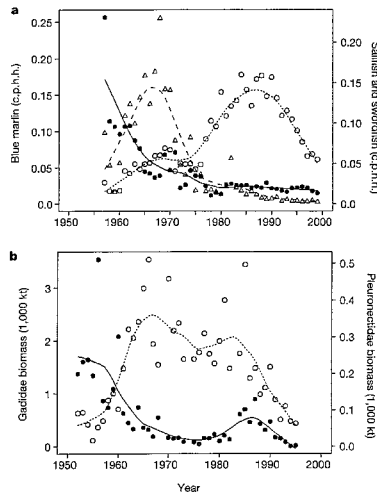 a
Blue marlin (c.p.h.h.)
0.25
0.20
0.15
0.10
0.05
0.0
Sailfish and swordfish (c.p.h.h.)
0.20
0.15
0.10
0.05
0.0
1950 1960 1970 1980 1990 2000
b
Gadidae biomass (1,000 kt)
3
2
1
0
Pleuronectidae biomass (1,000 kt)
0.5
0.4
0.3
0.2
0.1
0.0
1950 1960 1970 1980 1990 2000
Year